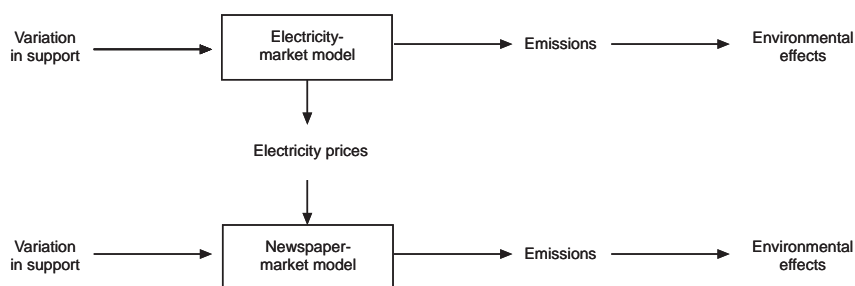 Variation
in support
Electricity-
market model
Emissions
Environmental
effects
Electricity prices
Variation
in support
Newspaper-
market model
Emissions
Environmental
effects